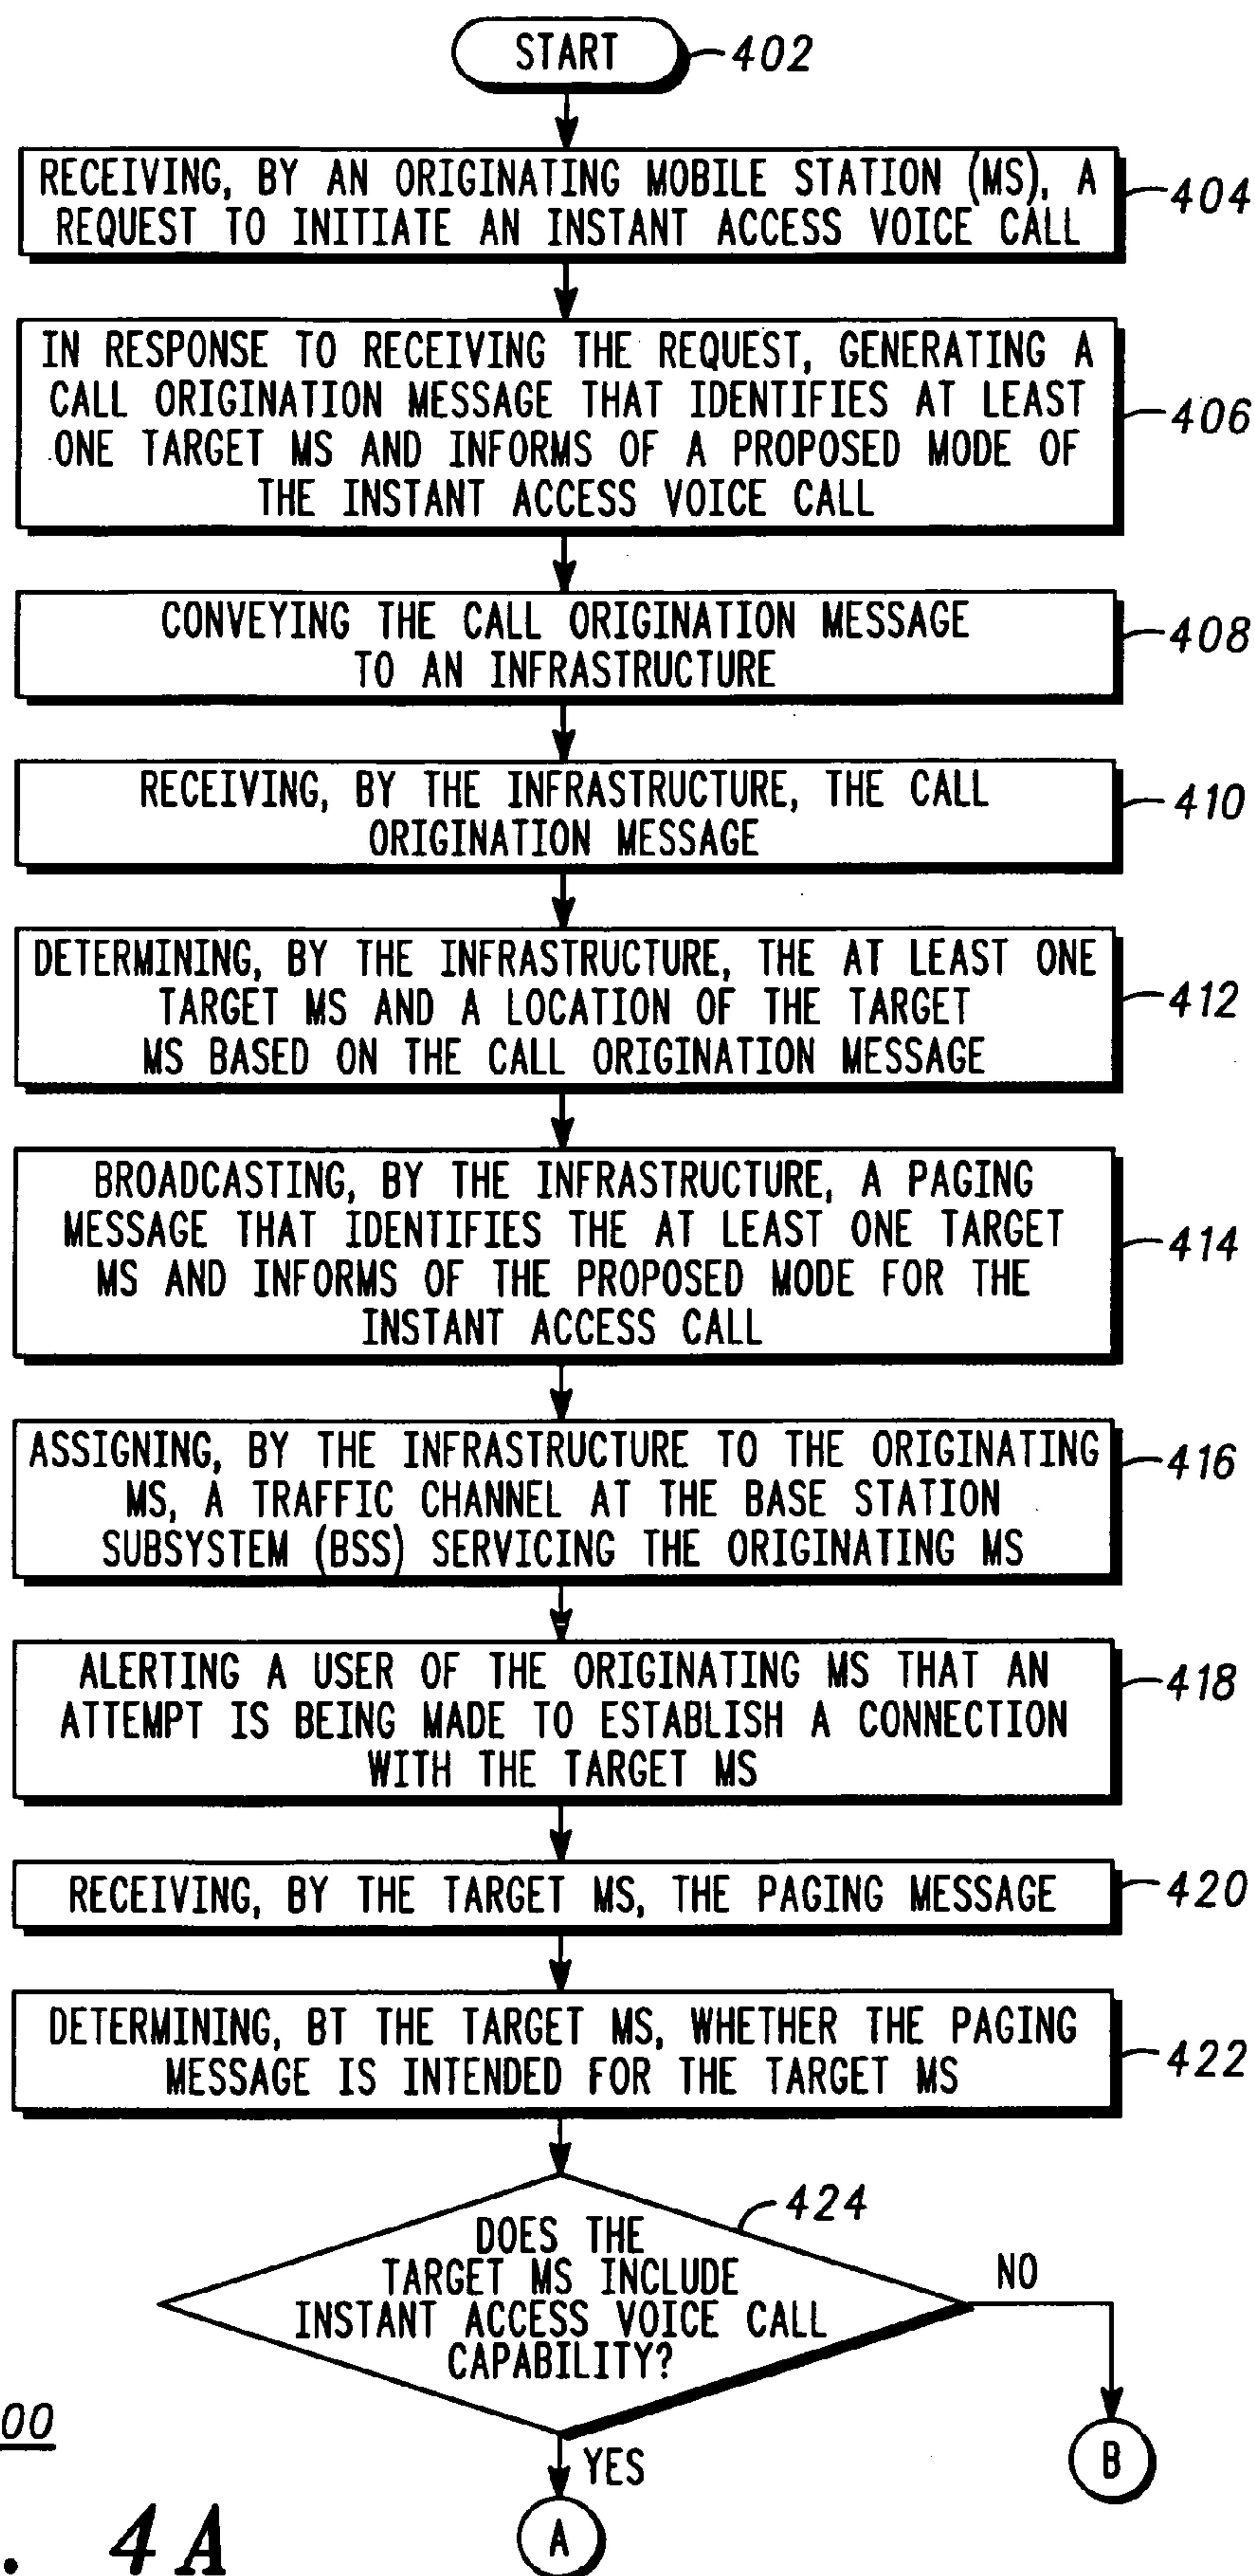 START
402
RECEIVING, BY AN ORIGINATING MOBILE STATION (MS), A
REQUEST TO INITIATE AN INSTANT ACCESS VOICE CALL
404
IN RESPONSE TO RECEIVING THE REQUEST, GENERATING A
CALL ORIGINATION MESSAGE THAT IDENTIFIES AT LEAST
ONE TARGET MS AND INFORMS OF A PROPOSED MODE OF
THE INSTANT ACCESS VOICE CALL
406
CONVEYING THE CALL ORIGINATION MESSAGE
TO AN INFRASTRUCTURE
408
RECEIVING, BY THE INFRASTRUCTURE, THE CALL
ORIGINATION MESSAGE
410
DETERMINING, BY THE INFRASTRUCTURE, THE AT LEAST ONE
TARGET MS AND A LOCATION OF THE TARGET
MS BASED ON THE CALL ORIGINATION MESSAGE
412
BROADCASTING, BY THE INFRASTRUCTURE, A PAGING
MESSAGE THAT IDENTIFIES THE AT LEAST ONE TARGET
MS AND INFORMS OF THE PROPOSED MODE FOR THE
INSTANT ACCESS CALL
414
ASSIGNING, BY THE INFRASTRUCTURE TO THE ORIGINATING
MS, A TRAFFIC CHANNEL AT THE BASE STATION
SUBSYSTEM (BSS) SERVICING THE ORIGINATING MS
416
ALERTING A USER OF THE ORIGINATING MS THAT AN
ATTEMPT IS BEING MADE TO ESTABLISH A CONNECTION
WITH THE TARGET MS
418
RECEIVING, BY THE TARGET MS, THE PAGING MESSAGE
420
DETERMINING, BT THE TARGET MS, WHETHER THE PAGING
MESSAGE IS INTENDED FOR THE TARGET MS
422
424
DOES THE
TARGET MS INCLUDE
INSTANT ACCESS VOICE CALL
CAPABILITY?
NO
YES
B
A
00
. 4A